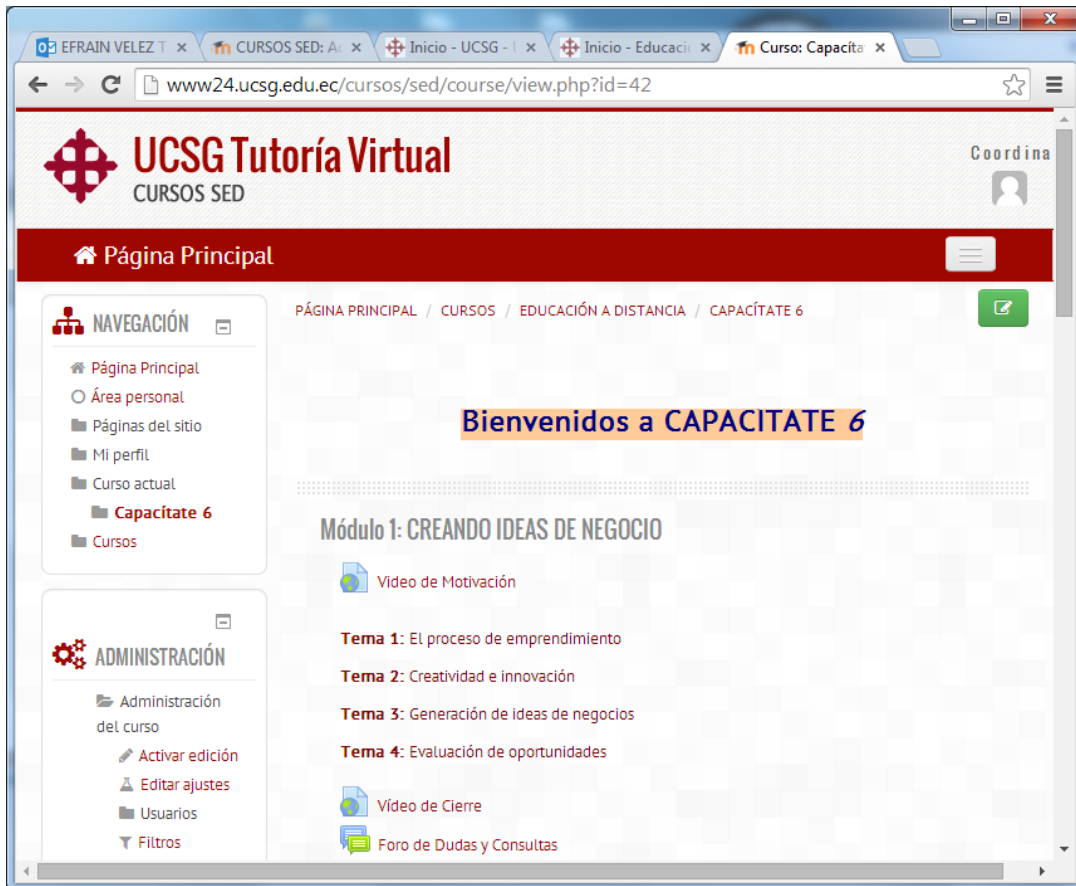 EFRAIN VELEZ T
CURSOS SED: A
Inicio - UCSG -
Inicio - Educaci
Curso: Capacíta
www24.ucsg.edu.ec/cursos/sed/course/view.php?id=42
UCSG Tutoría Virtual
CURSOS SED
Coordina
Página Principal
NAVEGACIÓN
Página Principal
Área personal
Páginas del sitio
Mi perfil
Curso actual
Capacítate 6
Cursos
ADMINISTRACIÓN
Administración
del curso
Activar edición
Editar ajustes
Usuarios
Filtros
PÁGINA PRINCIPAL / CURSOS / EDUCACIÓN A DISTANCIA / CAPACÍTATE 6
Bienvenidos a CAPACITATE 6
Módulo 1: CREANDO IDEAS DE NEGOCIO
Video de Motivación
Tema 1: El proceso de emprendimiento
Tema 2: Creatividad e innovación
Tema 3: Generación de ideas de negocios
Tema 4: Evaluación de oportunidades
Vídeo de Cierre
Foro de Dudas y Consultas